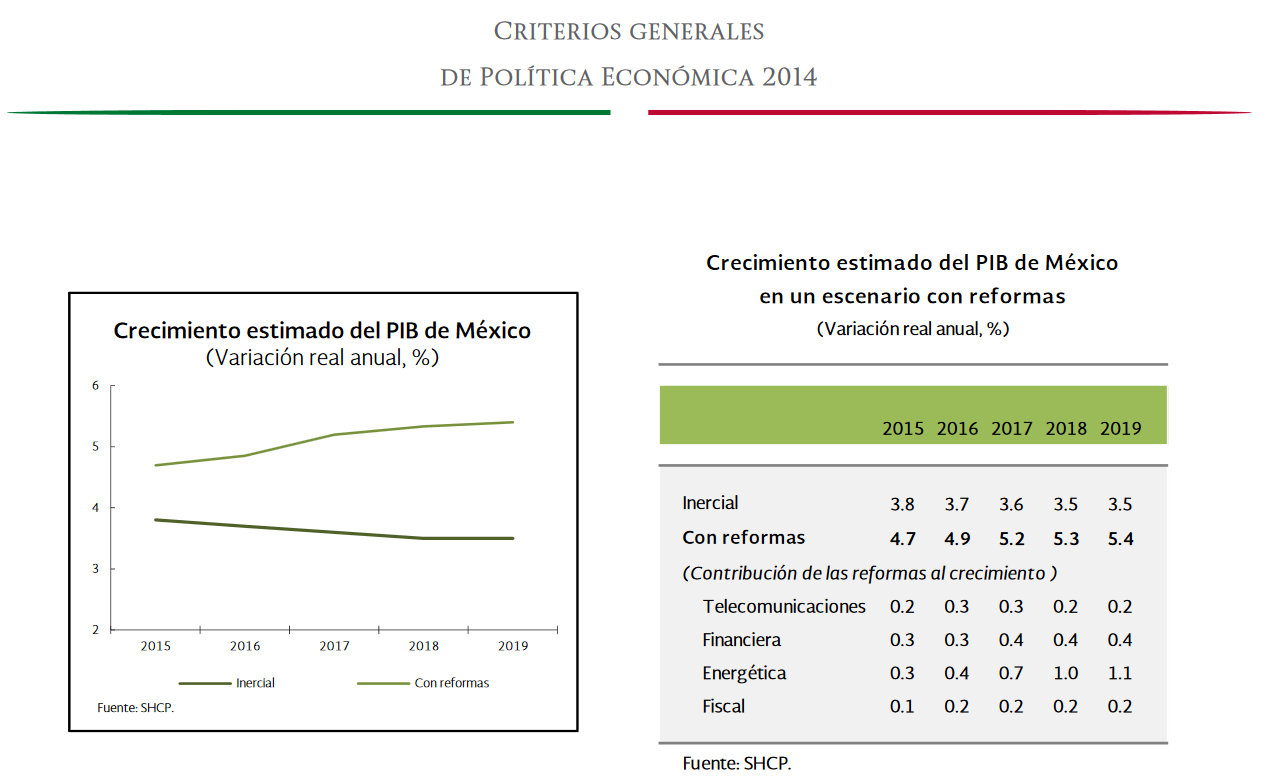 Criterios generales
de Política Económica 2014
Crecimiento estimado del PIB de México
(Variación real anual, %)
6
5
4
3
2
2015 2016 2017 2018 2019
Inercial Con reformas
Fuente: SHCP.
Crecimiento estimado del PIB de México
en un escenario con reformas
(Variación real anual, %)
2015 2016 2017 2018 2019
Inercial 3.8 3.7 3.6 3.5 3.5
Con reformas 4.7 4.9 5.2 5.3 5.4
(Contribución de las reformas al crecimiento )
Telecomunicaciones 0.2 0.3 0.3 0.2 0.2
Financiera 0.3 0.3 0.4 0.4 0.4
Energética 0.3 0.4 0.7 1.0 1.1
Fiscal 0.1 0.2 0.2 0.2 0.2
Fuente: SHCP.